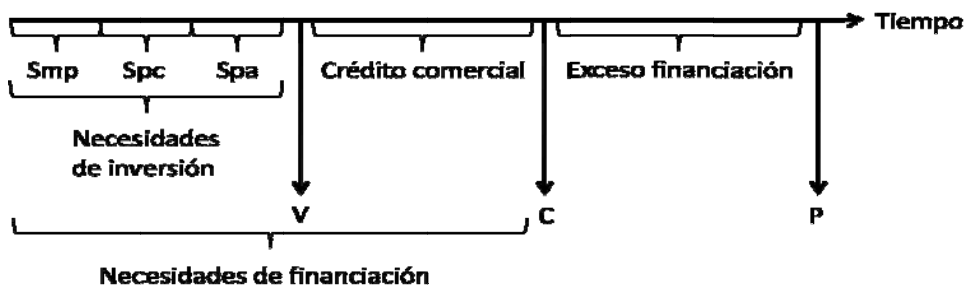 Tiempo
Smp Spc Spa Crédito comercial Exceso financiación
Necesidades
de inversión
V C P
Necesidades de financiación